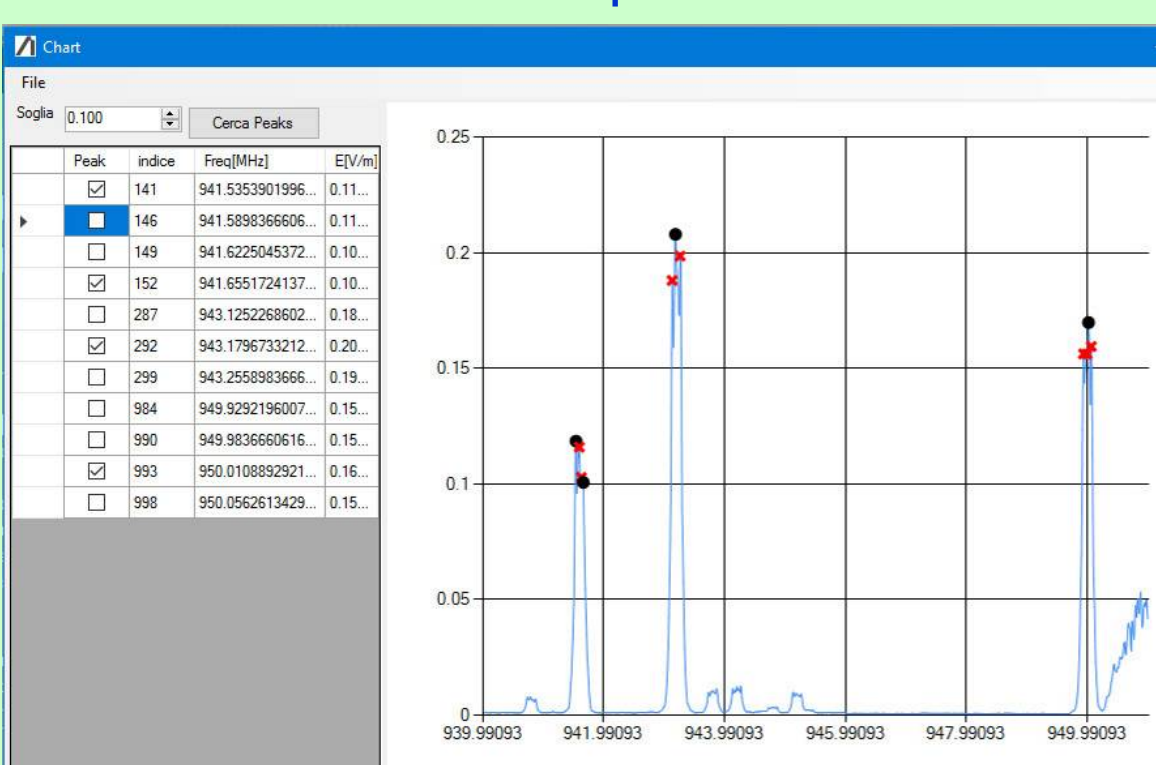 Chart
File
Soglia 0.100 Cerca Peaks
Peak indice Freq[MHz] E[V/m]
141 941.5353901996... 0.11...
146 941.5898366606... 0.11...
149 941.6225045372... 0.10...
152 941.6551724137... 0.10...
287 943.1252268602... 0.18...
292 943.1796733212... 0.20...
299 943.2558983666... 0.19...
984 949.9292196007... 0.15...
990 949.9836660616... 0.15...
993 950.0108892921... 0.16...
998 950.0562613429... 0.15...
0.25
0.2
0.15
0.1
0.05
0
939.99093 941.99093 943.99093 945.99093 947.99093 949.99093